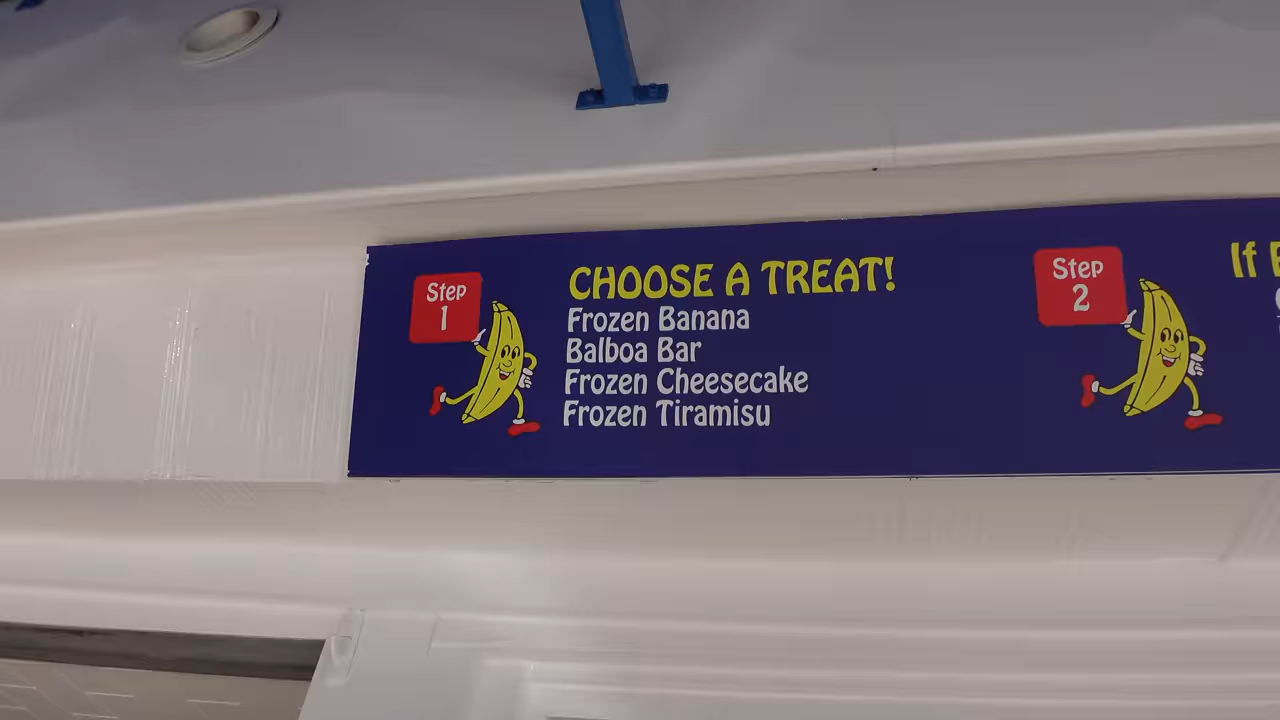 Step
1
CHOOSE A TREAT!
Frozen Banana
Balboa Bar
Frozen Cheesecake
Frozen Tiramisu
Step
2
If